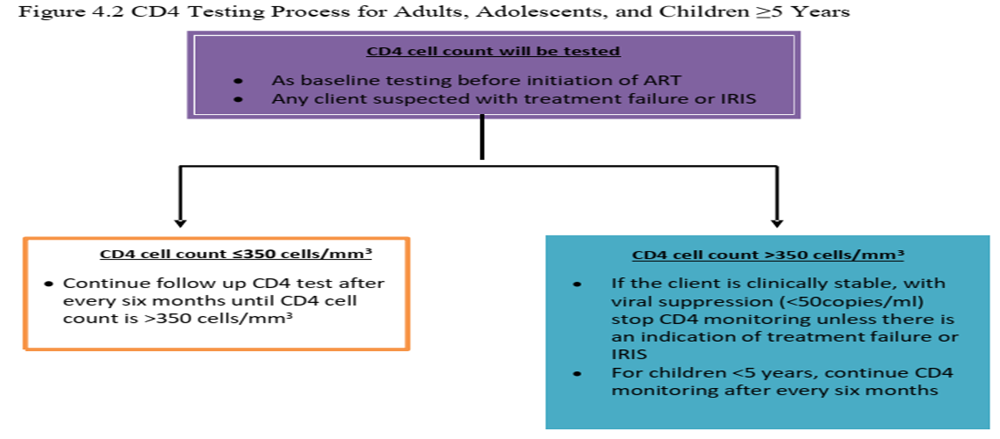 Figure 4.2 CD4 Testing Process for Adults, Adolescents, and Children ≥5 Years
CD4 cell count will be tested
• As baseline testing before initiation of ART
• Any client suspected with treatment failure or IRIS
CD4 cell count ≤350 cells/mm³
• Continue follow up CD4 test after
every six months until CD4 cell
count is >350 cells/mm³
CD4 cell count >350 cells/mm³
• If the client is clinically stable, with
viral suppression (<50copies/ml)
stop CD4 monitoring unless there is
an indication of treatment failure or
IRIS
• For children <5 years, continue CD4
monitoring after every six months